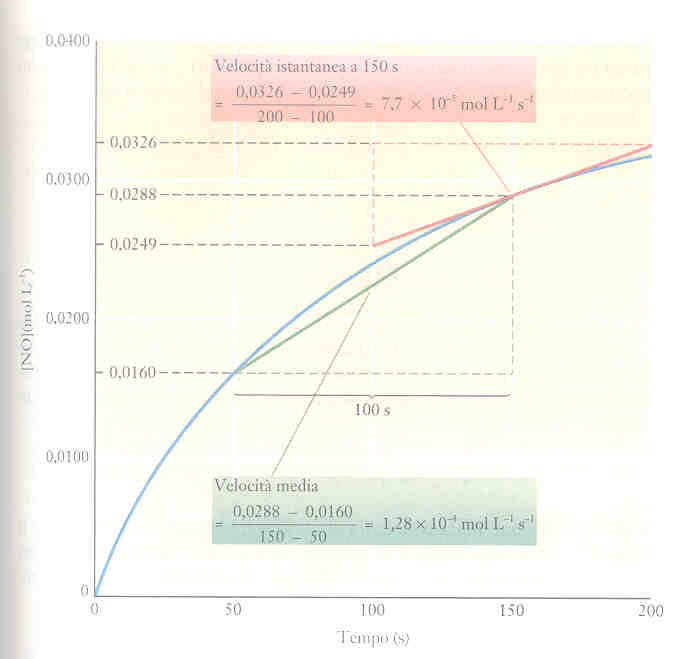 0,0400
Velocità istantanea a 150 s
= 0,0326 – 0,0249 / 200 – 100 = 7,7 × 10⁻⁵ mol L⁻¹ s⁻¹
0,0326
0,0300
0,0288
0,0249
[NO](mol L⁻¹)
0,0200
0,0160
100 s
0,0100
Velocità media
= 0,0288 – 0,0160 / 150 – 50 = 1,28 × 10⁻⁴ mol L⁻¹ s⁻¹
0
0 50 100 150 200
Tempo (s)